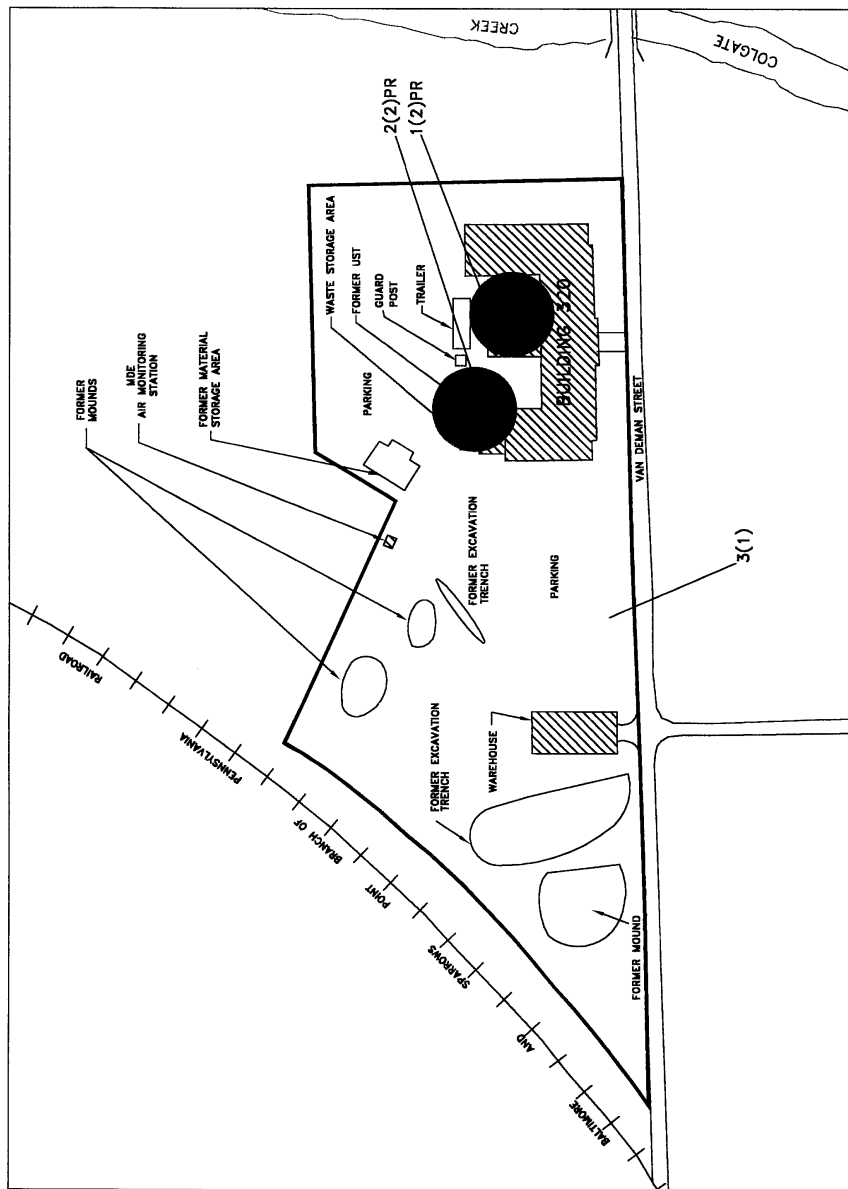 COLGATE
CREEK
2(2)PR
1(2)PR
WASTE STORAGE AREA
FORMER UST
GUARD
POST
TRAILER
BUILDING 320
PARKING
FORMER MATERIAL
STORAGE AREA
MDE
AIR MONITORING
STATION
FORMER
MOUNDS
VAN DEMAN STREET
FORMER EXCAVATION
TRENCH
PARKING
3(1)
WAREHOUSE
FORMER EXCAVATION
TRENCH
FORMER MOUND
BALTIMORE AND SPARROWS POINT BRANCH OF PENNSYLVANIA RAILROAD